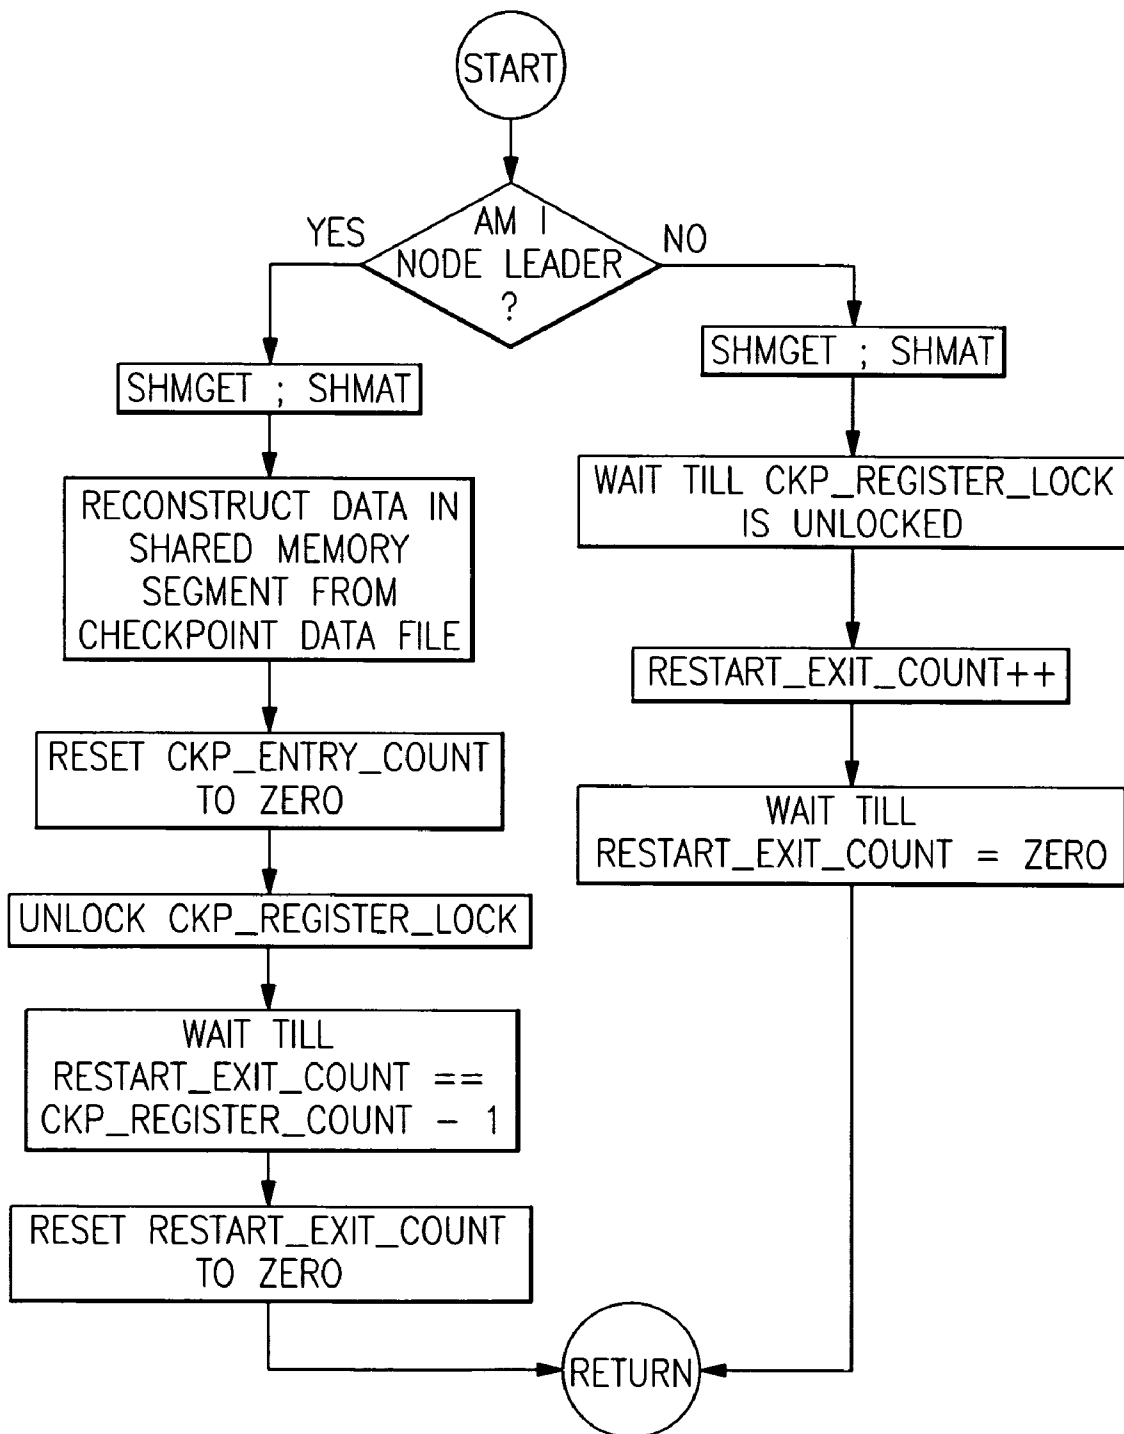 START
AM I
NODE LEADER
?
YES
NO
SHMGET ; SHMAT
RECONSTRUCT DATA IN
SHARED MEMORY
SEGMENT FROM
CHECKPOINT DATA FILE
RESET CKP_ENTRY_COUNT
TO ZERO
UNLOCK CKP_REGISTER_LOCK
WAIT TILL
RESTART_EXIT_COUNT ==
CKP_REGISTER_COUNT - 1
RESET RESTART_EXIT_COUNT
TO ZERO
SHMGET ; SHMAT
WAIT TILL CKP_REGISTER_LOCK
IS UNLOCKED
RESTART_EXIT_COUNT++
WAIT TILL
RESTART_EXIT_COUNT = ZERO
RETURN